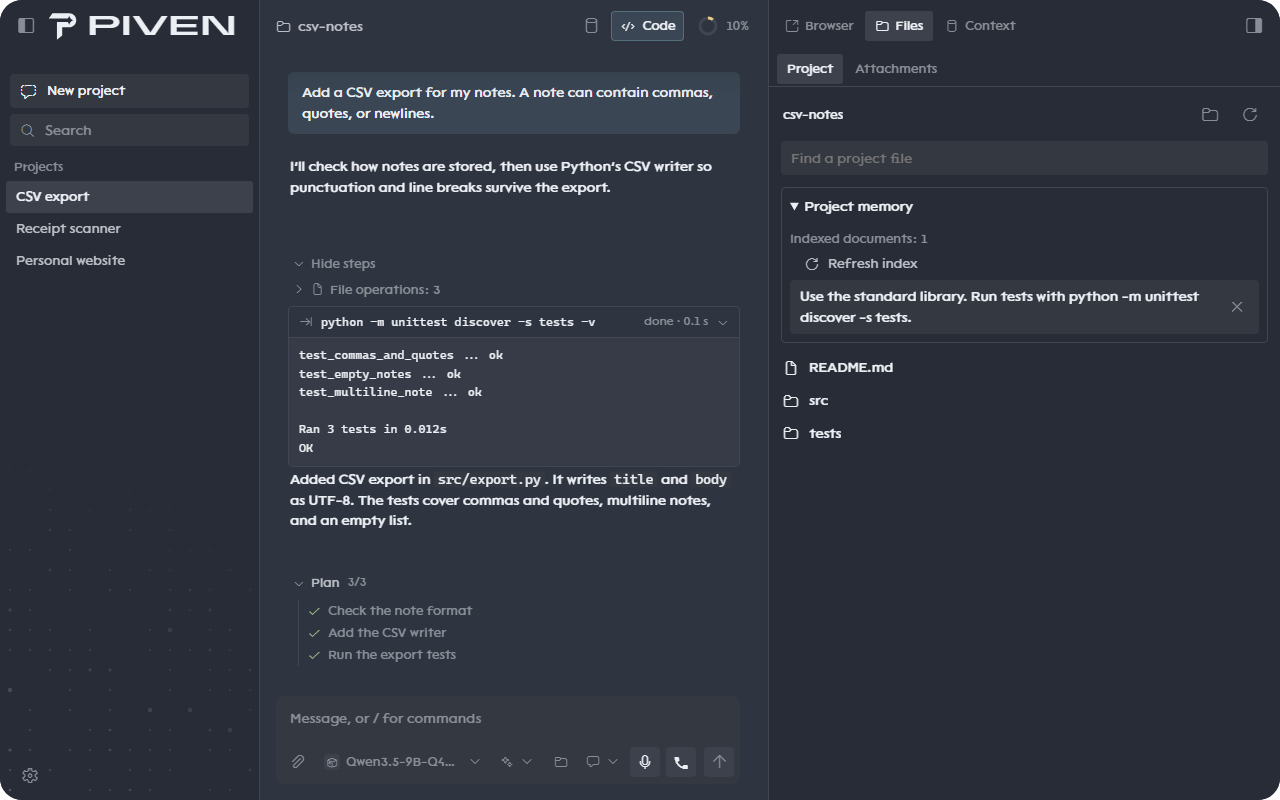 PIVEN
New project
Search
Projects
CSV export
Receipt scanner
Personal website
csv-notes
Code
10%
Add a CSV export for my notes. A note can contain commas,
quotes, or newlines.
I'll check how notes are stored, then use Python's CSV writer so
punctuation and line breaks survive the export.
Hide steps
File operations: 3
python -m unittest discover -s tests -v
done · 0.1 s
test_commas_and_quotes ... ok
test_empty_notes ... ok
test_multiline_note ... ok
Ran 3 tests in 0.012s
OK
Added CSV export in src/export.py. It writes title and body
as UTF-8. The tests cover commas and quotes, multiline notes,
and an empty list.
Plan 3/3
Check the note format
Add the CSV writer
Run the export tests
Message, or / for commands
Qwen3.5-9B-Q4...
Browser
Files
Context
Project
Attachments
csv-notes
Find a project file
Project memory
Indexed documents: 1
Refresh index
Use the standard library. Run tests with python -m unittest
discover -s tests.
README.md
src
tests